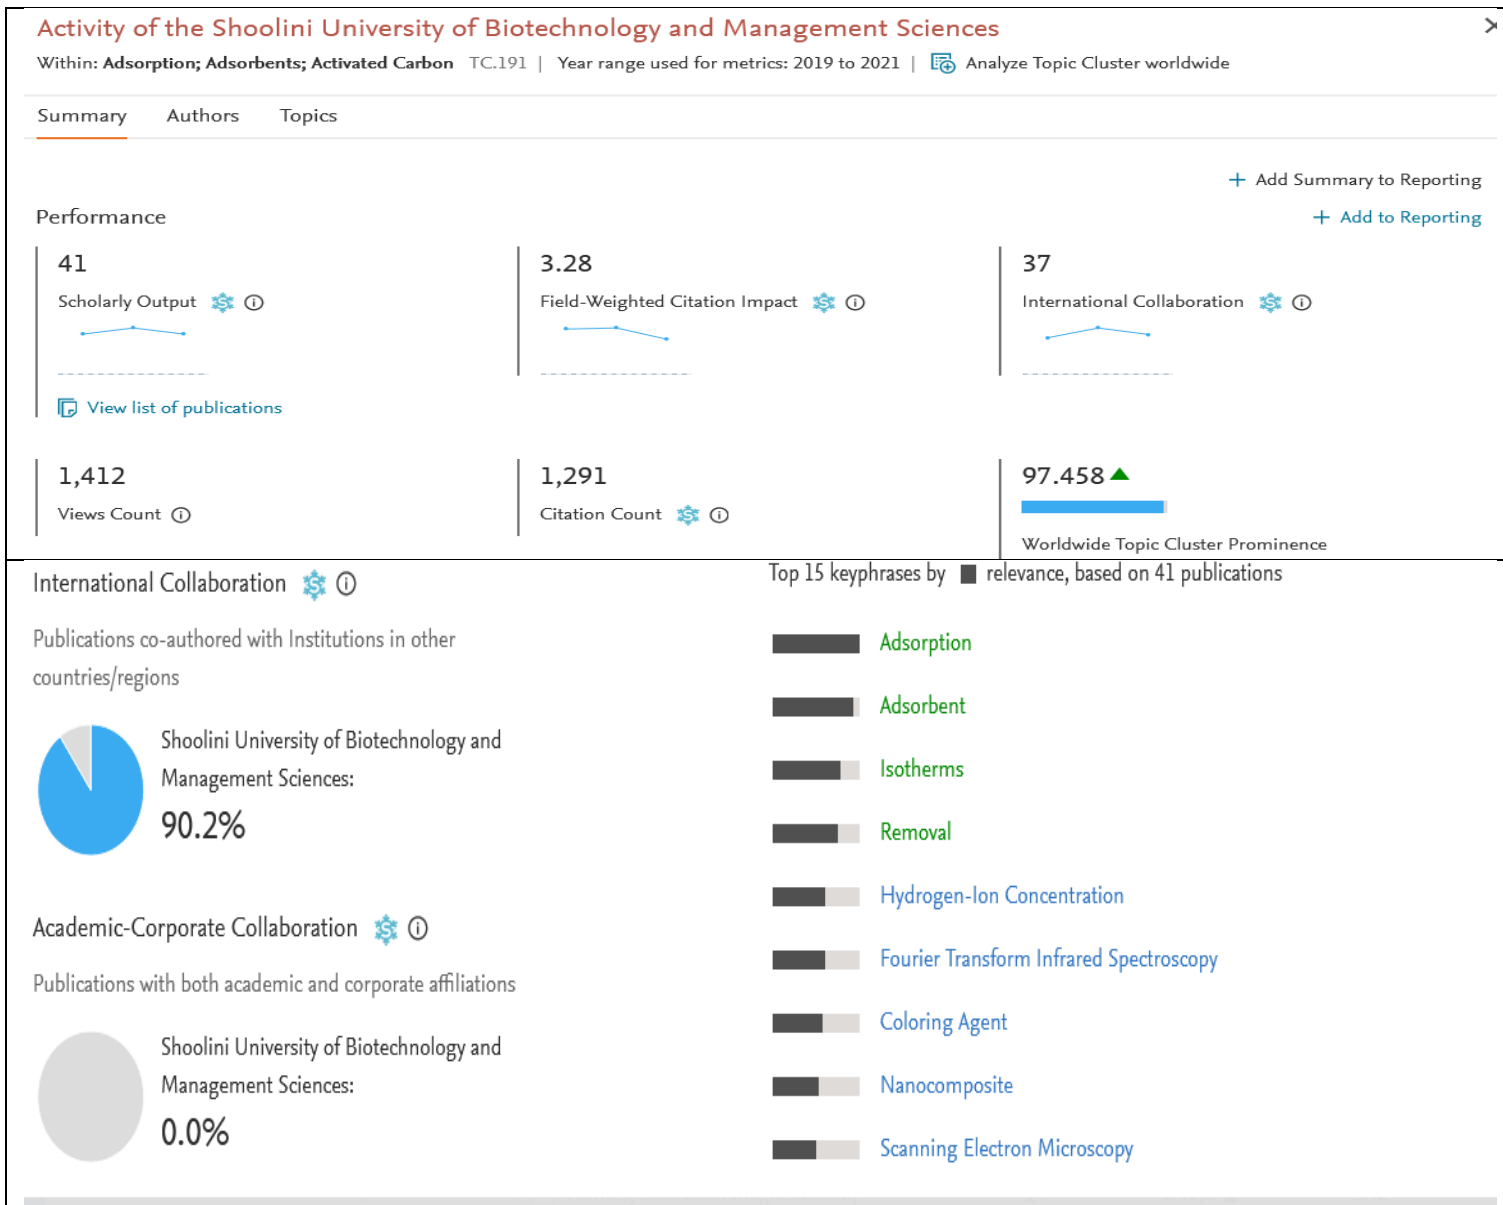 Activity of the Shoolini University of Biotechnology and Management Sciences
Within: Adsorption; Adsorbents; Activated Carbon TC.191 | Year range used for metrics: 2019 to 2021 | Analyze Topic Cluster worldwide
Summary Authors Topics
+ Add Summary to Reporting
Performance
+ Add to Reporting
41
Scholarly Output
View list of publications
3.28
Field-Weighted Citation Impact
37
International Collaboration
1,412
Views Count
1,291
Citation Count
97.458
Worldwide Topic Cluster Prominence
International Collaboration
Publications co-authored with Institutions in other
countries/regions
Shoolini University of Biotechnology and
Management Sciences:
90.2%
Academic-Corporate Collaboration
Publications with both academic and corporate affiliations
Shoolini University of Biotechnology and
Management Sciences:
0.0%
Top 15 keyphrases by relevance, based on 41 publications
Adsorption
Adsorbent
Isotherms
Removal
Hydrogen-Ion Concentration
Fourier Transform Infrared Spectroscopy
Coloring Agent
Nanocomposite
Scanning Electron Microscopy